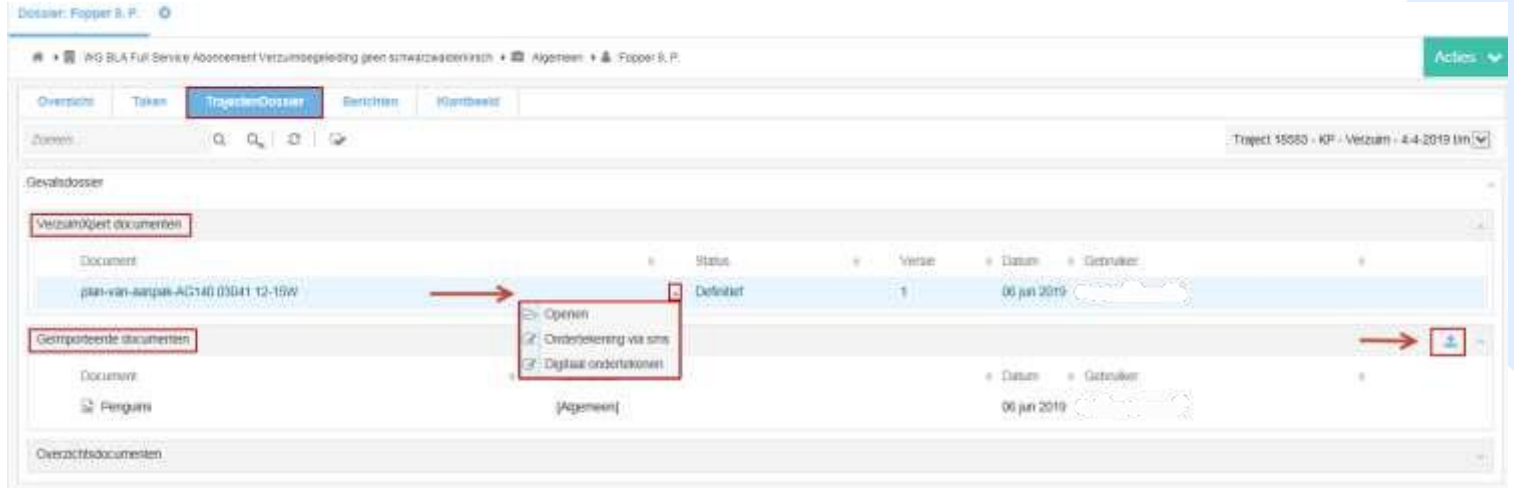 Dossier: Fopper B. P.
WG BLA Full Service Abonnement Verzuimbegeleiding geen schwarzwalderkirsch Algemeen Fopper B. P.
Acties
Overzicht Taken Trajecten/Dossier Berichten Klantbeeld
Zoeken...
Traject 18580 - KP - Verzuim - 4-4-2019 t/m
Gevalsdossier
VerzuimXpert documenten
Document Status Versie Datum Gebruiker
plan-van-aanpak-AG140 03041 12-15W Definitief 1 06 jun 2019
Openen
Ondertekening via sms
Digitaal ondertekenen
Geïmporteerde documenten
Document Datum Gebruiker
Penguins [Algemeen] 06 jun 2019
Overzichtsdocumenten